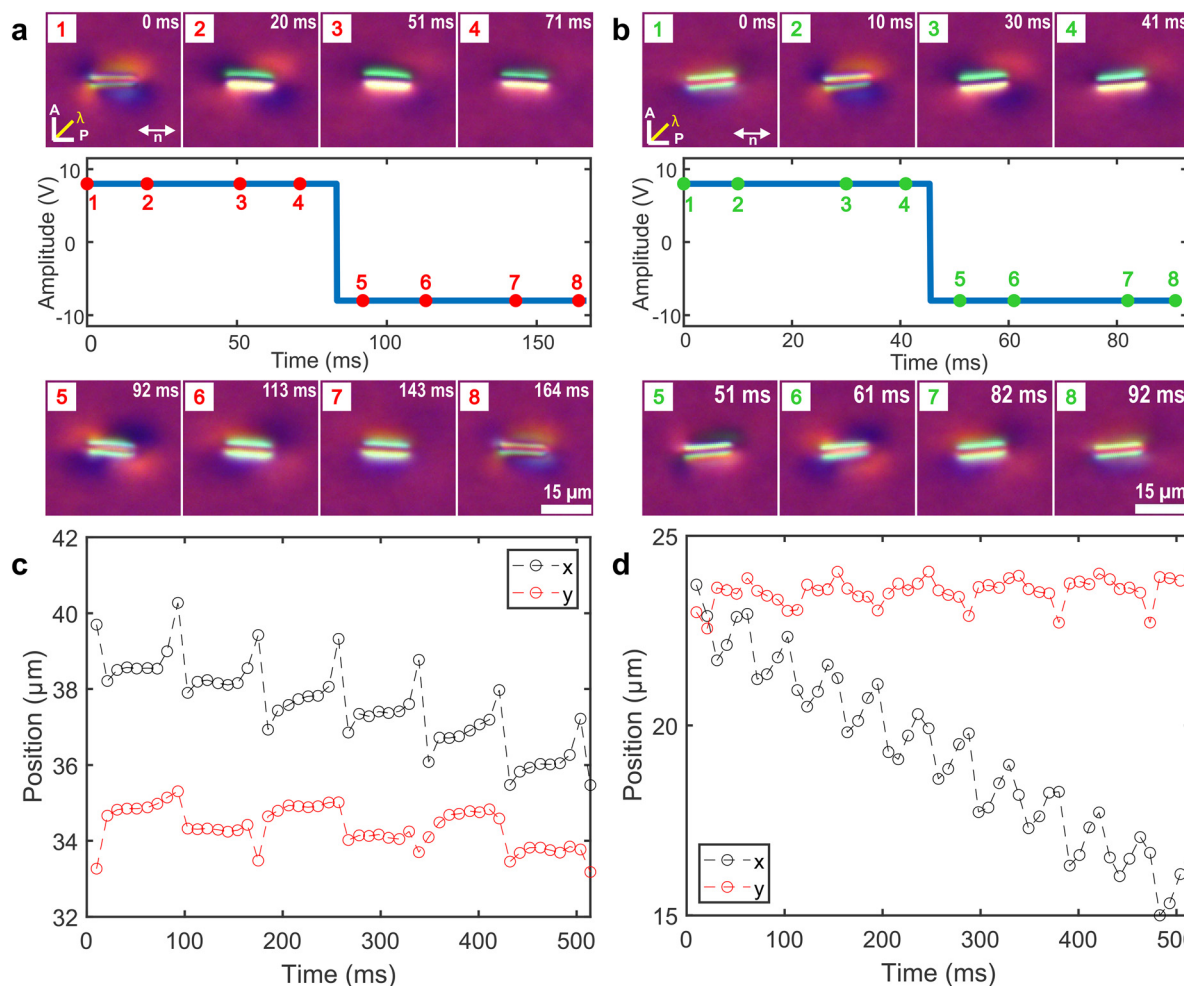 a
1 0 ms 2 20 ms 3 51 ms 4 71 ms
A λ P n
10
0
-10
Amplitude (V)
1 2 3 4
5 6 7 8
0 50 100 150
Time (ms)
5 92 ms 6 113 ms 7 143 ms 8 164 ms
15 µm
b
1 0 ms 2 10 ms 3 30 ms 4 41 ms
A λ P n
10
0
-10
Amplitude (V)
1 2 3 4
5 6 7 8
0 20 40 60 80
Time (ms)
5 51 ms 6 61 ms 7 82 ms 8 92 ms
15 µm
c
42
40
38
36
34
32
Position (µm)
x
y
0 100 200 300 400 500
Time (ms)
d
25
20
15
Position (µm)
x
y
0 100 200 300 400 50
Time (ms)